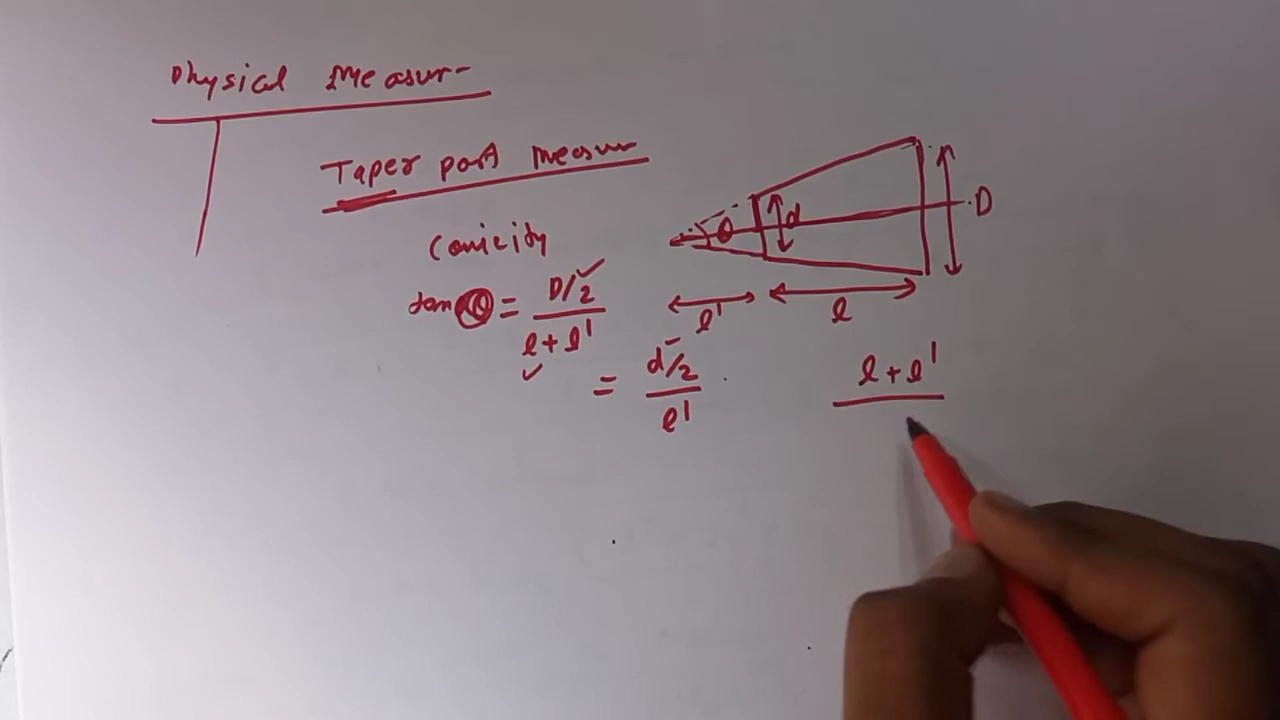 Physical Measur-
Taper part Measur
Conicity
tan θ = D/2 / l + l'
= d/2 / l'
θ
d
D
l'
l
l + l'